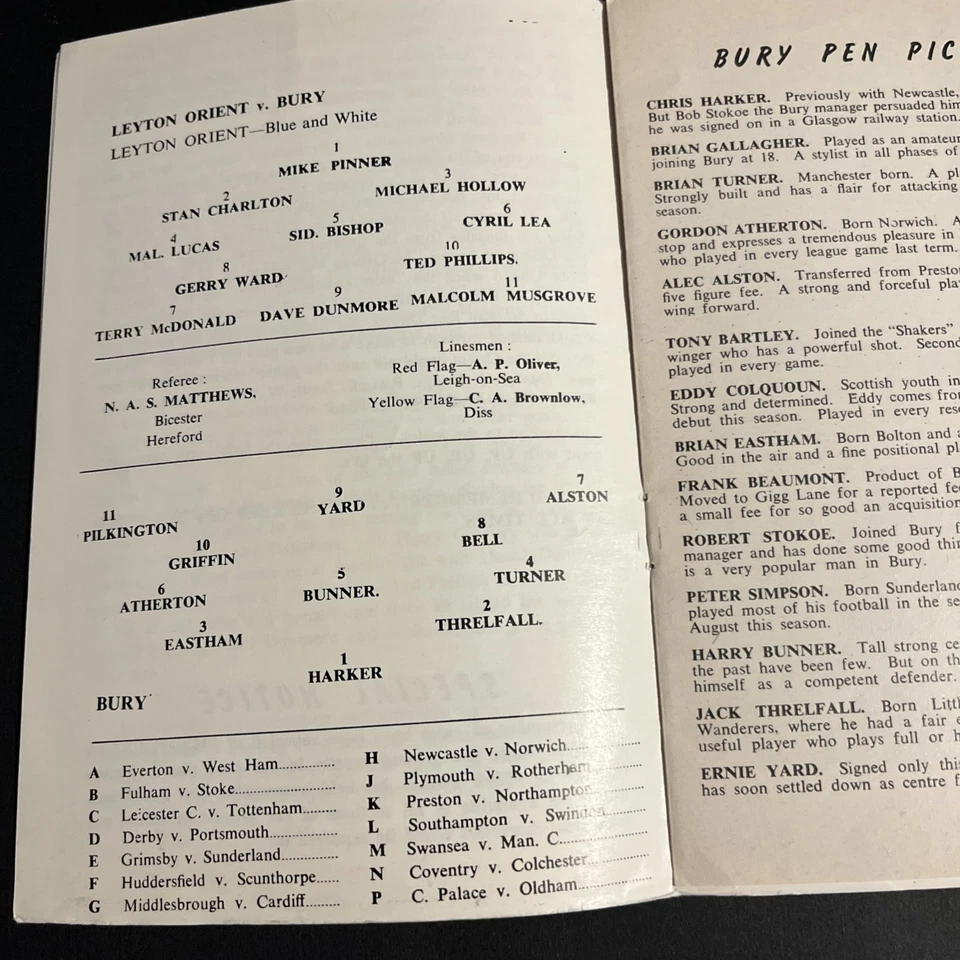 LEYTON ORIENT v. BURY
LEYTON ORIENT—Blue and White
1
MIKE PINNER
2
STAN CHARLTON
3
MICHAEL HOLLOW
4
MAL. LUCAS
5
SID. BISHOP
6
CYRIL LEA
8
GERRY WARD
10
TED PHILLIPS.
7
TERRY McDONALD
9
DAVE DUNMORE
11
MALCOLM MUSGROVE
Referee :
N. A. S. MATTHEWS,
Bicester
Hereford
Linesmen :
Red Flag—A. P. Oliver,
Leigh-on-Sea
Yellow Flag—C. A. Brownlow,
Diss
11
PILKINGTON
9
YARD
7
ALSTON
10
GRIFFIN
8
BELL
6
ATHERTON
5
BUNNER.
4
TURNER
3
EASTHAM
2
THRELFALL.
1
HARKER
BURY
A Everton v. West Ham...............
B Fulham v. Stoke..........................
C Leicester C. v. Tottenham.........
D Derby v. Portsmouth..................
E Grimsby v. Sunderland...............
F Huddersfield v. Scunthorpe......
G Middlesbrough v. Cardiff.........
H Newcastle v. Norwich..................
J Plymouth v. Rotherham............
K Preston v. Northampton............
L Southampton v. Swindon............
M Swansea v. Man. C.....................
N Coventry v. Colchester...............
P C. Palace v. Oldham..................
BURY PEN PIC
CHRIS HARKER. Previously with Newcastle,
But Bob Stokoe the Bury manager persuaded him
he was signed on in a Glasgow railway station.
BRIAN GALLAGHER. Played as an amateur
joining Bury at 18. A stylist in all phases of
BRIAN TURNER. Manchester born. A pl
Strongly built and has a flair for attacking
season.
GORDON ATHERTON. Born Norwich. A
stop and expresses a tremendous pleasure in
who played in every league game last term.
ALEC ALSTON. Transferred from Preston
five figure fee. A strong and forceful pla
wing forward.
TONY BARTLEY. Joined the "Shakers"
winger who has a powerful shot. Second
played in every game.
EDDY COLQUOUN. Scottish youth in
Strong and determined. Eddy comes fro
debut this season. Played in every rese
BRIAN EASTHAM. Born Bolton and a
Good in the air and a fine positional pl
FRANK BEAUMONT. Product of B
Moved to Gigg Lane for a reported fee
a small fee for so good an acquisition
ROBERT STOKOE. Joined Bury f
manager and has done some good thin
is a very popular man in Bury.
PETER SIMPSON. Born Sunderland
played most of his football in the se
August this season.
HARRY BUNNER. Tall strong ce
the past have been few. But on th
himself as a competent defender.
JACK THRELFALL. Born Littl
Wanderers, where he had a fair e
useful player who plays full or h
ERNIE YARD. Signed only this
has soon settled down as centre f